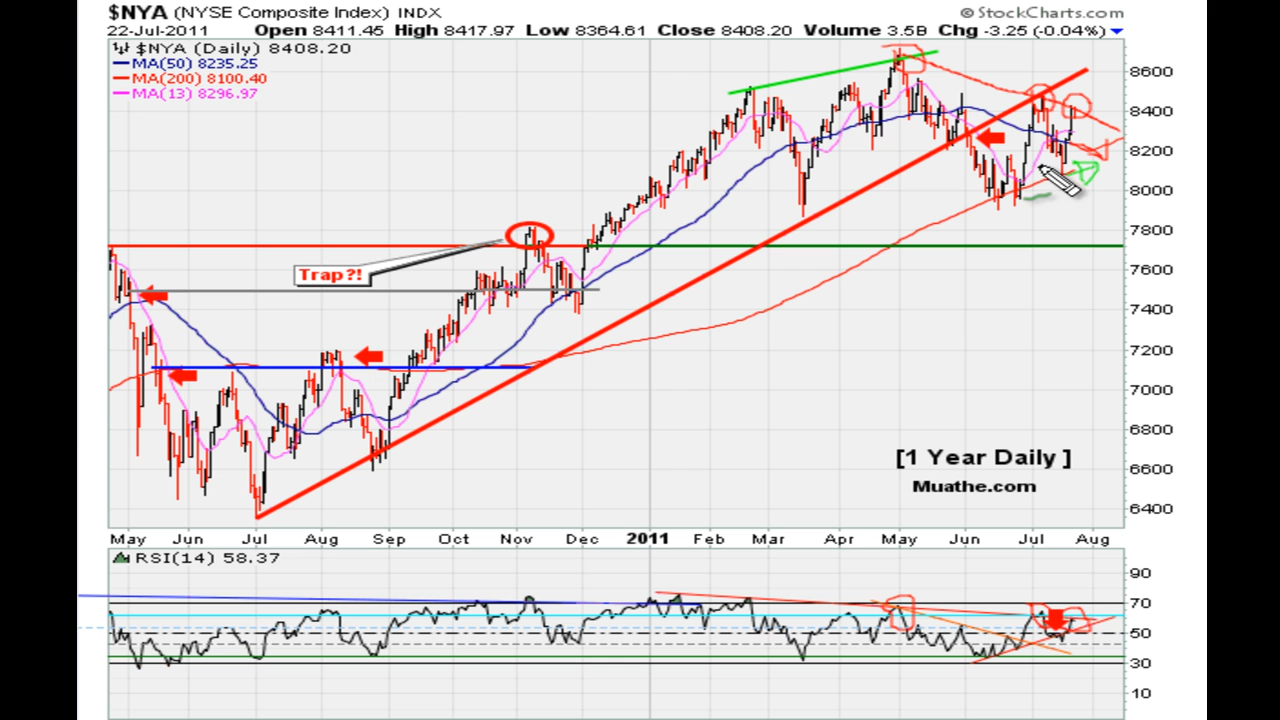 $NYA (NYSE Composite Index) INDX
© StockCharts.com
22-Jul-2011 Open 8411.45 High 8417.97 Low 8364.61 Close 8408.20 Volume 3.5B Chg -3.25 (-0.04%)
$NYA (Daily) 8408.20
MA(50) 8235.25
MA(200) 8100.40
MA(13) 8296.97
8600
8400
8200
8000
7800
7600
7400
7200
7000
6800
6600
6400
Trap?!
[1 Year Daily ]
Muathe.com
May Jun Jul Aug Sep Oct Nov Dec 2011 Feb Mar Apr May Jun Jul Aug
RSI(14) 58.37
90
70
50
30
10